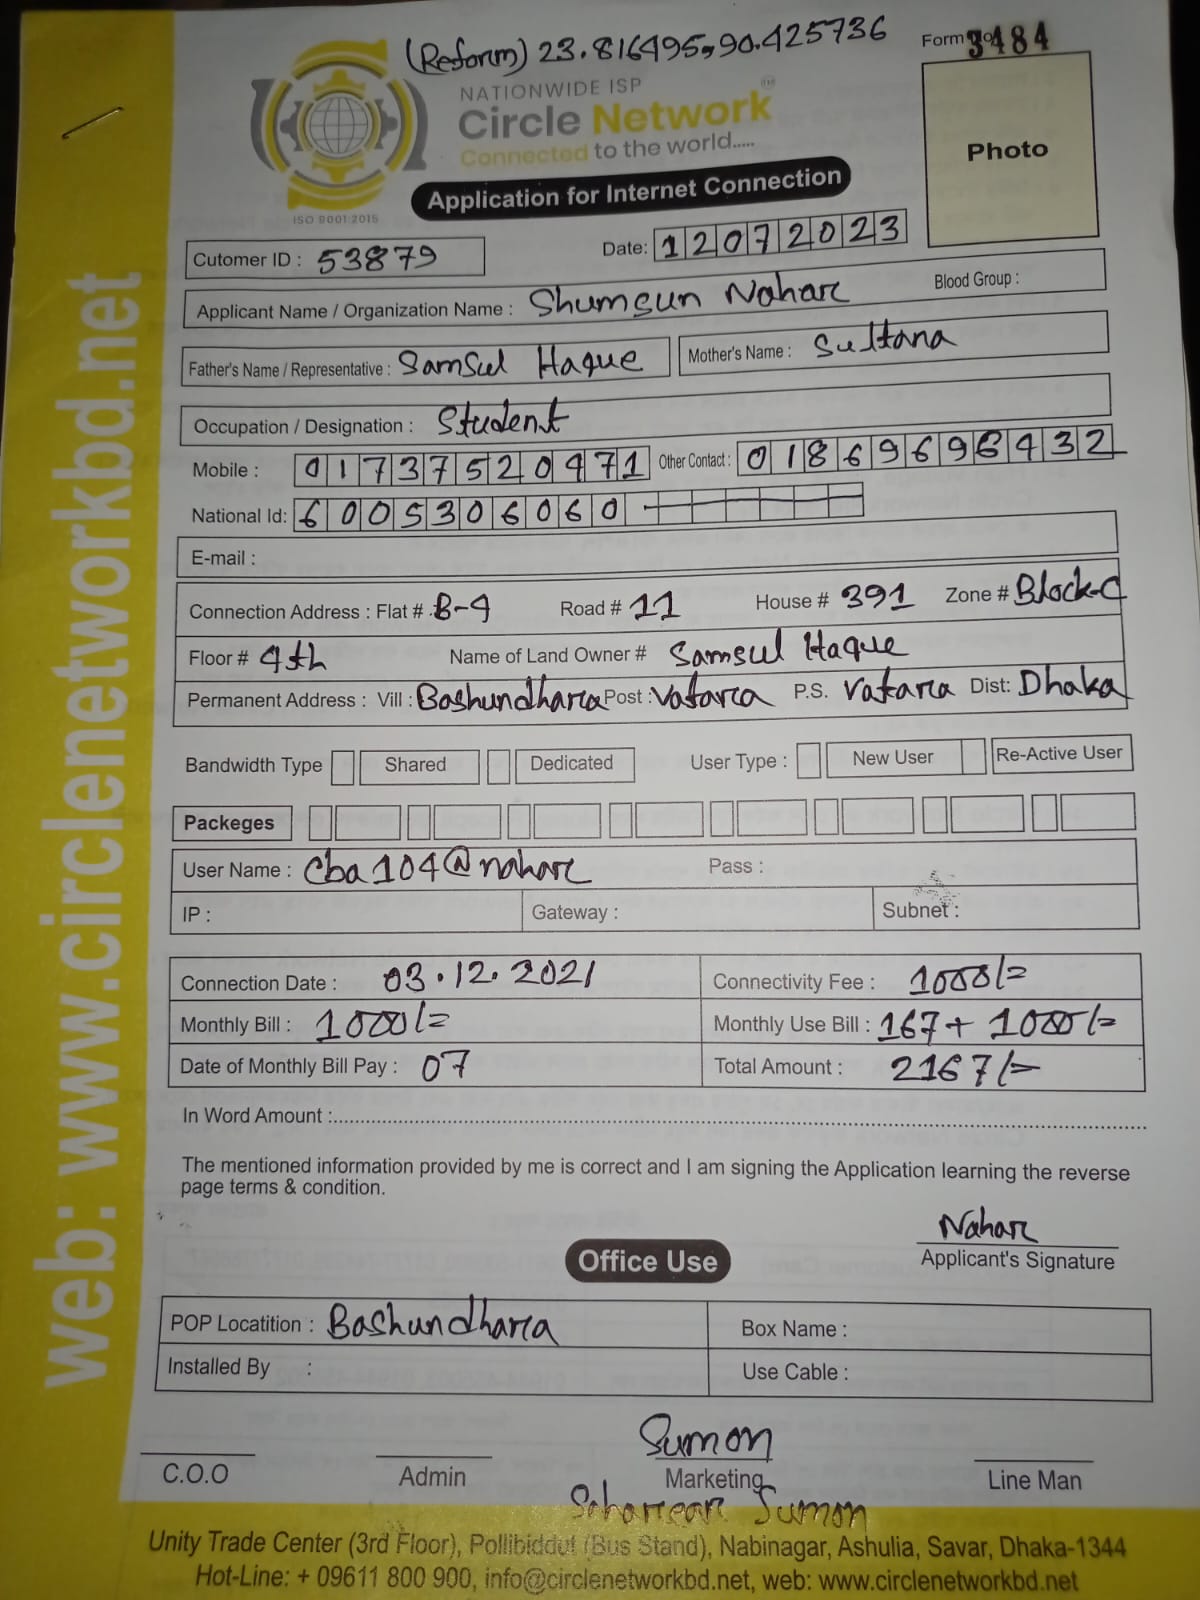 (Reform) 23.816495,90.425736
Form No 3484
NATIONWIDE ISP
Circle Network
Connected to the world.....
ISO 9001:2015
Application for Internet Connection
Photo
Cutomer ID : 53879
Date: 12072023
Applicant Name / Organization Name : Shumsun Nahar Blood Group :
Father's Name / Representative : Samsul Haque Mother's Name : Sultana
Occupation / Designation : Student
Mobile : 01737520471 Other Contact : 01869696432
National Id: 6005306060
E-mail :
Connection Address : Flat # B-4 Road # 11 House # 391 Zone # Block-C
Floor # 4th Name of Land Owner # Samsul Haque
Permanent Address : Vill : Bashundhara Post : Vatara P.S. Vatara Dist: Dhaka
Bandwidth Type Shared Dedicated User Type : New User Re-Active User
Packeges
User Name : cba104@nahar Pass :
IP : Gateway : Subnet :
Connection Date : 03.12.2021 Connectivity Fee : 1000/=
Monthly Bill : 1000/= Monthly Use Bill : 167+ 1000/=
Date of Monthly Bill Pay : 07 Total Amount : 2167/=
In Word Amount :
The mentioned information provided by me is correct and I am signing the Application learning the reverse
page terms & condition.
Nahar
Applicant's Signature
Office Use
POP Locatition : Bashundhara Box Name :
Installed By : Use Cable :
Sumon
C.O.O Admin Marketing Line Man
Sumon
Unity Trade Center (3rd Floor), Pollibiddut (Bus Stand), Nabinagar, Ashulia, Savar, Dhaka-1344
Hot-Line: + 09611 800 900, info@circlenetworkbd.net, web: www.circlenetworkbd.net
web: www.circlenetworkbd.net